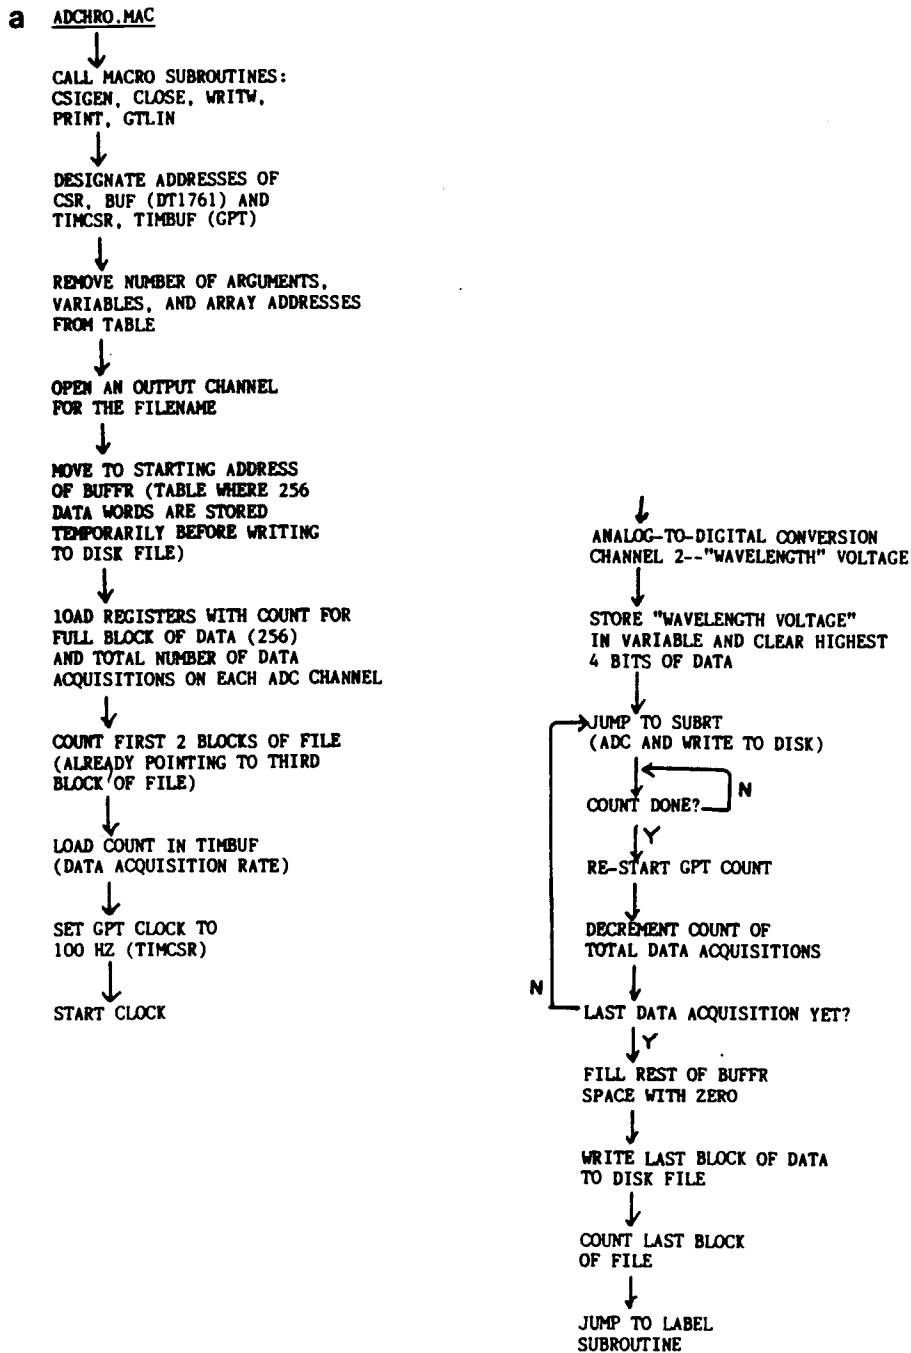 a ADCHRO.MAC
CALL MACRO SUBROUTINES:
CSIGEN, CLOSE, WRITW,
PRINT, GTLIN
DESIGNATE ADDRESSES OF
CSR, BUF (DT1761) AND
TIMCSR, TIMBUF (GPT)
REMOVE NUMBER OF ARGUMENTS,
VARIABLES, AND ARRAY ADDRESSES
FROM TABLE
OPEN AN OUTPUT CHANNEL
FOR THE FILENAME
MOVE TO STARTING ADDRESS
OF BUFFR (TABLE WHERE 256
DATA WORDS ARE STORED
TEMPORARILY BEFORE WRITING
TO DISK FILE)
LOAD REGISTERS WITH COUNT FOR
FULL BLOCK OF DATA (256)
AND TOTAL NUMBER OF DATA
ACQUISITIONS ON EACH ADC CHANNEL
COUNT FIRST 2 BLOCKS OF FILE
(ALREADY POINTING TO THIRD
BLOCK OF FILE)
LOAD COUNT IN TIMBUF
(DATA ACQUISITION RATE)
SET GPT CLOCK TO
100 HZ (TIMCSR)
START CLOCK
ANALOG-TO-DIGITAL CONVERSION
CHANNEL 2--"WAVELENGTH" VOLTAGE
STORE "WAVELENGTH VOLTAGE"
IN VARIABLE AND CLEAR HIGHEST
4 BITS OF DATA
JUMP TO SUBRT
(ADC AND WRITE TO DISK)
N
COUNT DONE?
Y
RE-START GPT COUNT
DECREMENT COUNT OF
TOTAL DATA ACQUISITIONS
N
LAST DATA ACQUISITION YET?
Y
FILL REST OF BUFFR
SPACE WITH ZERO
WRITE LAST BLOCK OF DATA
TO DISK FILE
COUNT LAST BLOCK
OF FILE
JUMP TO LABEL
SUBROUTINE